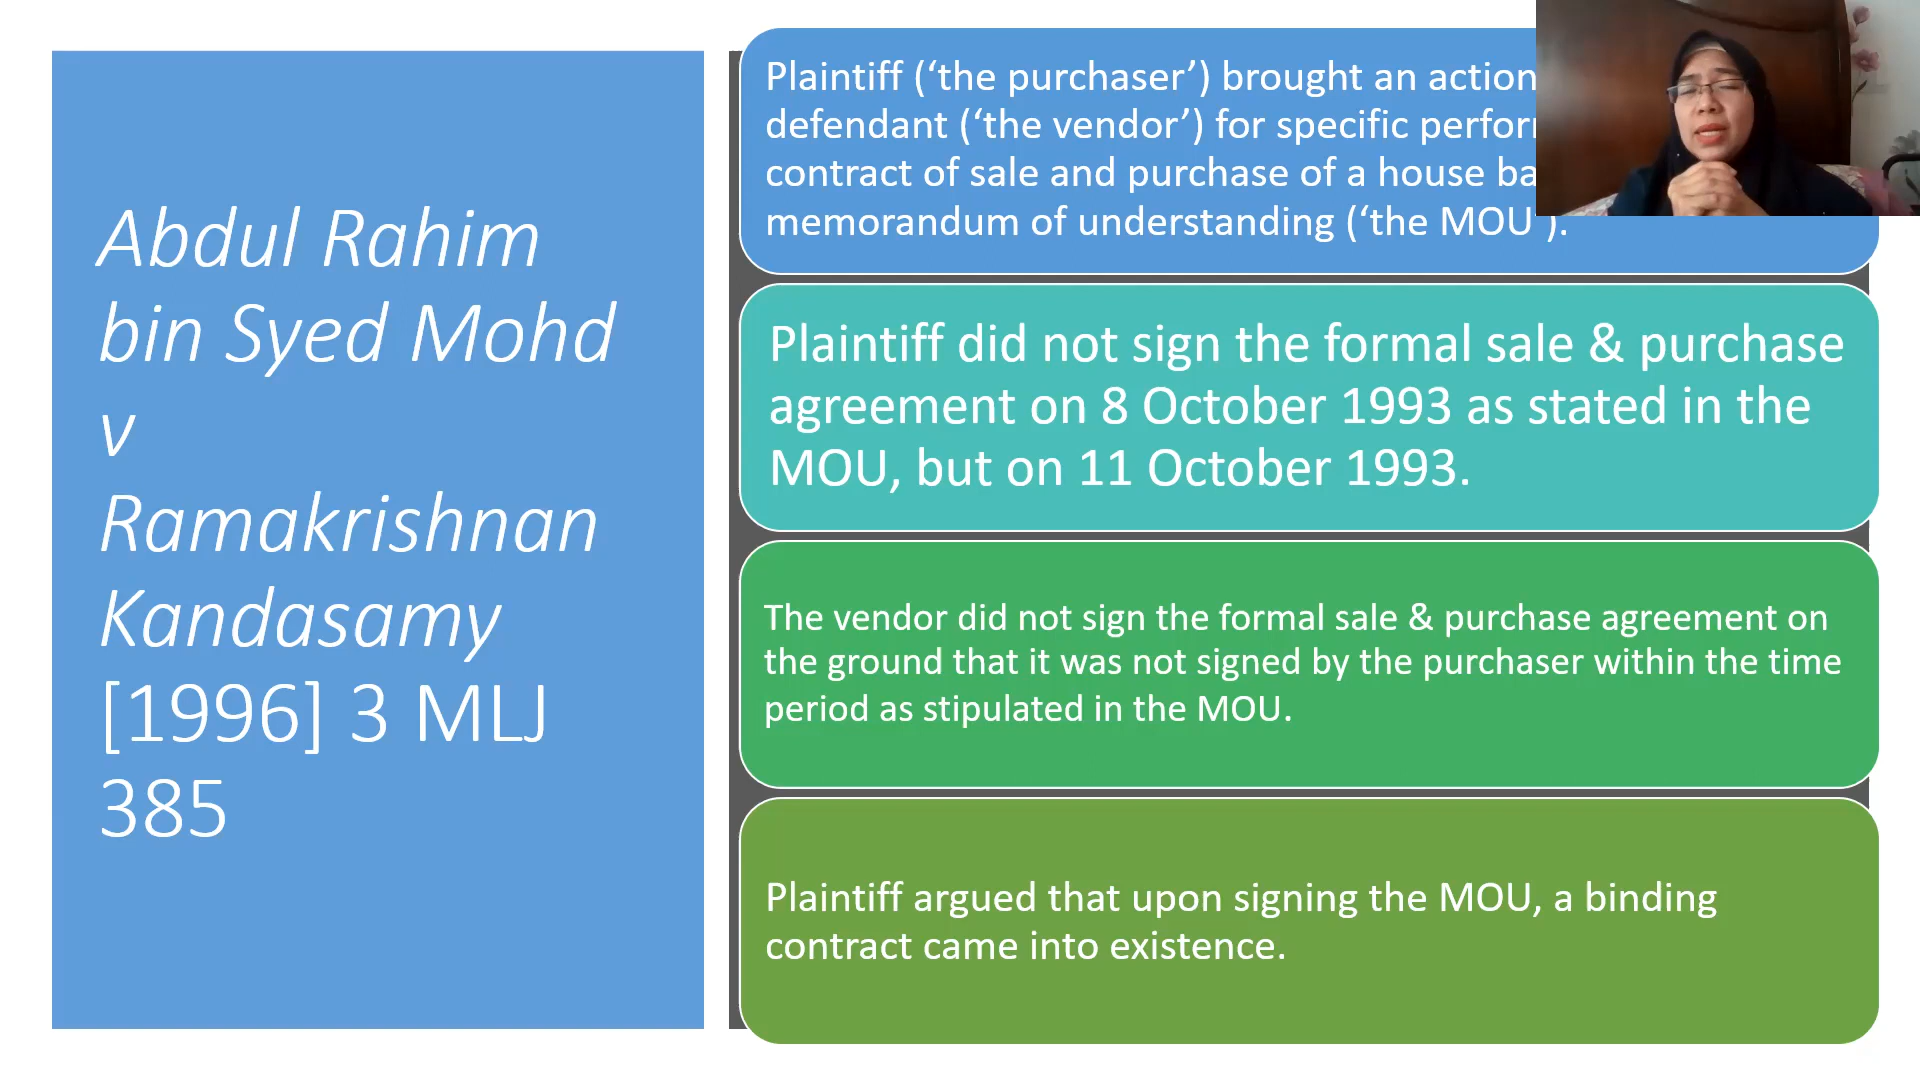 Abdul Rahim
bin Syed Mohd
v
Ramakrishnan
Kandasamy
[1996] 3 MLJ
385
Plaintiff (‘the purchaser’) brought an action
defendant (‘the vendor’) for specific
contract of sale and purchase of a house
memorandum of understanding (‘the MOU’).
Plaintiff did not sign the formal sale & purchase
agreement on 8 October 1993 as stated in the
MOU, but on 11 October 1993.
The vendor did not sign the formal sale & purchase agreement on
the ground that it was not signed by the purchaser within the time
period as stipulated in the MOU.
Plaintiff argued that upon signing the MOU, a binding
contract came into existence.